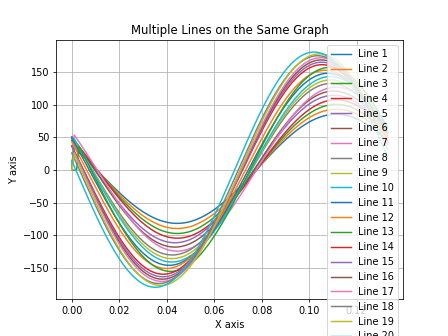 Multiple Lines on the Same Graph
Y axis
150
100
50
0
−50
−100
−150
0.00
0.02
0.04
0.06
0.08
0.10
X axis
Line 1
Line 2
Line 3
Line 4
Line 5
Line 6
Line 7
Line 8
Line 9
Line 10
Line 11
Line 12
Line 13
Line 14
Line 15
Line 16
Line 17
Line 18
Line 19
Line 20